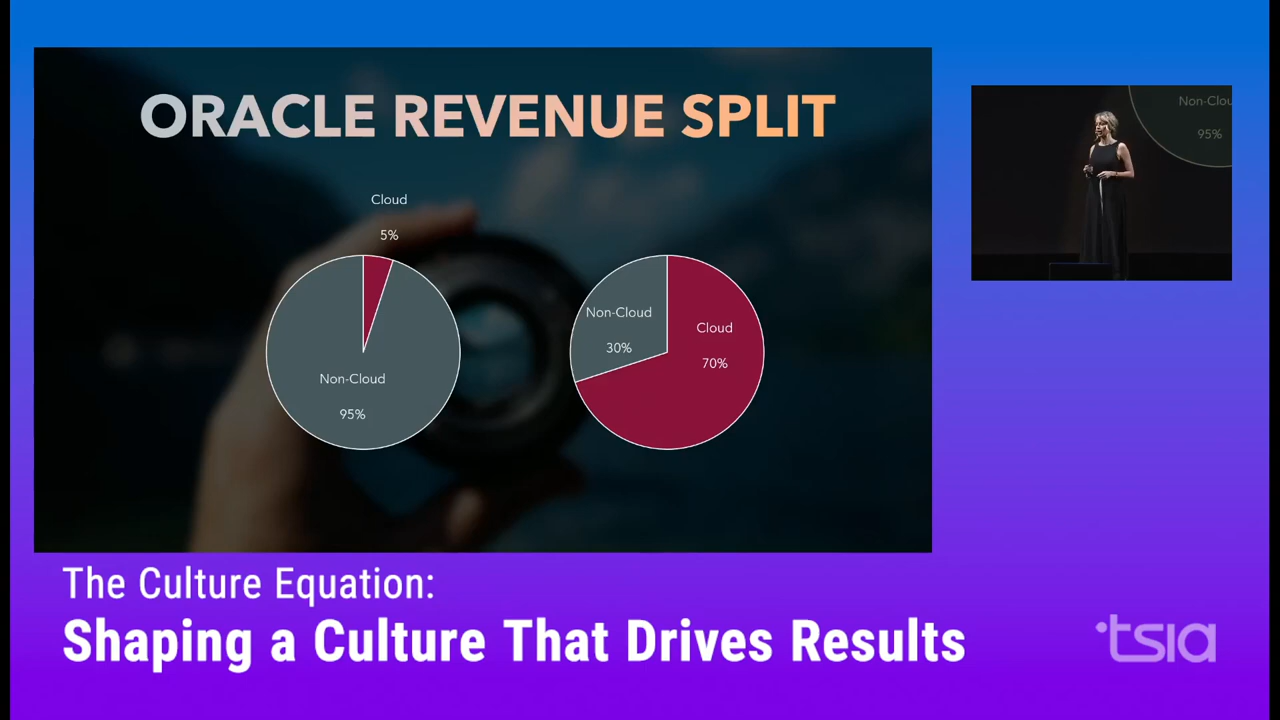 ORACLE REVENUE SPLIT
Cloud
5%
Non-Cloud
95%
Non-Cloud
30%
Cloud
70%
Non-Clou
95%
The Culture Equation:
Shaping a Culture That Drives Results
tsia